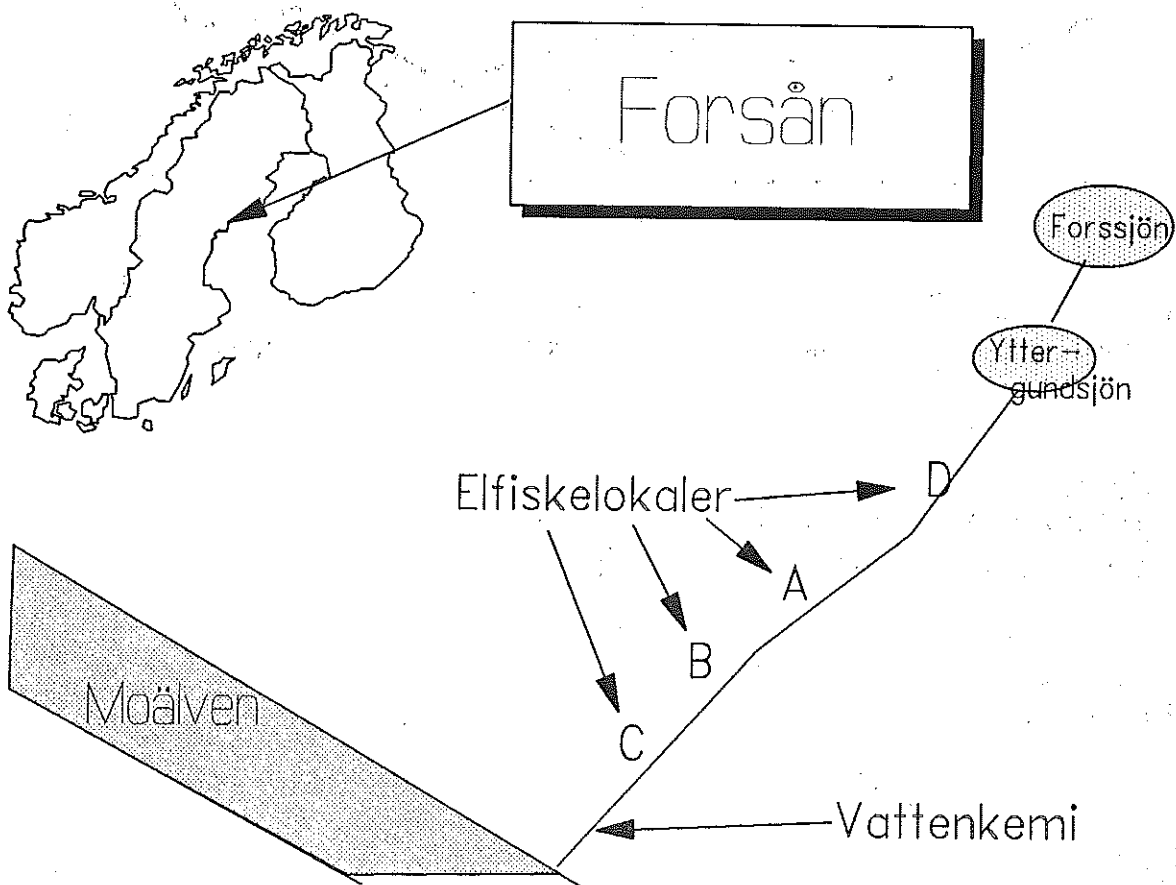 Forsån
Forssjön
Ytter-
gundsjön
Elfiskelokaler
D
A
B
Moälven
C
Vattenkemi